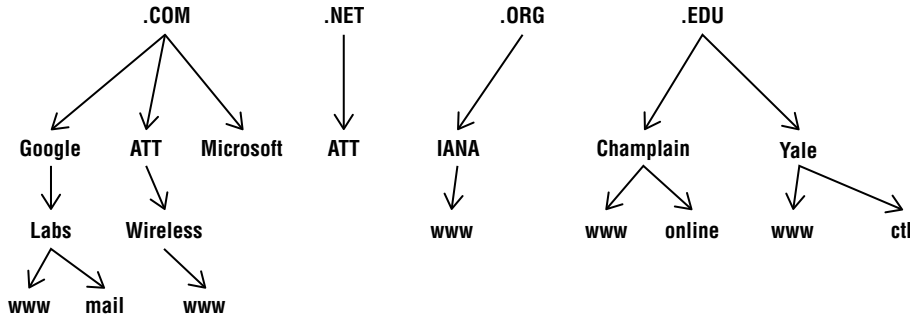 .COM .NET .ORG .EDU
Google ATT Microsoft ATT IANA Champlain Yale
Labs Wireless www www online www ctl
www mail www